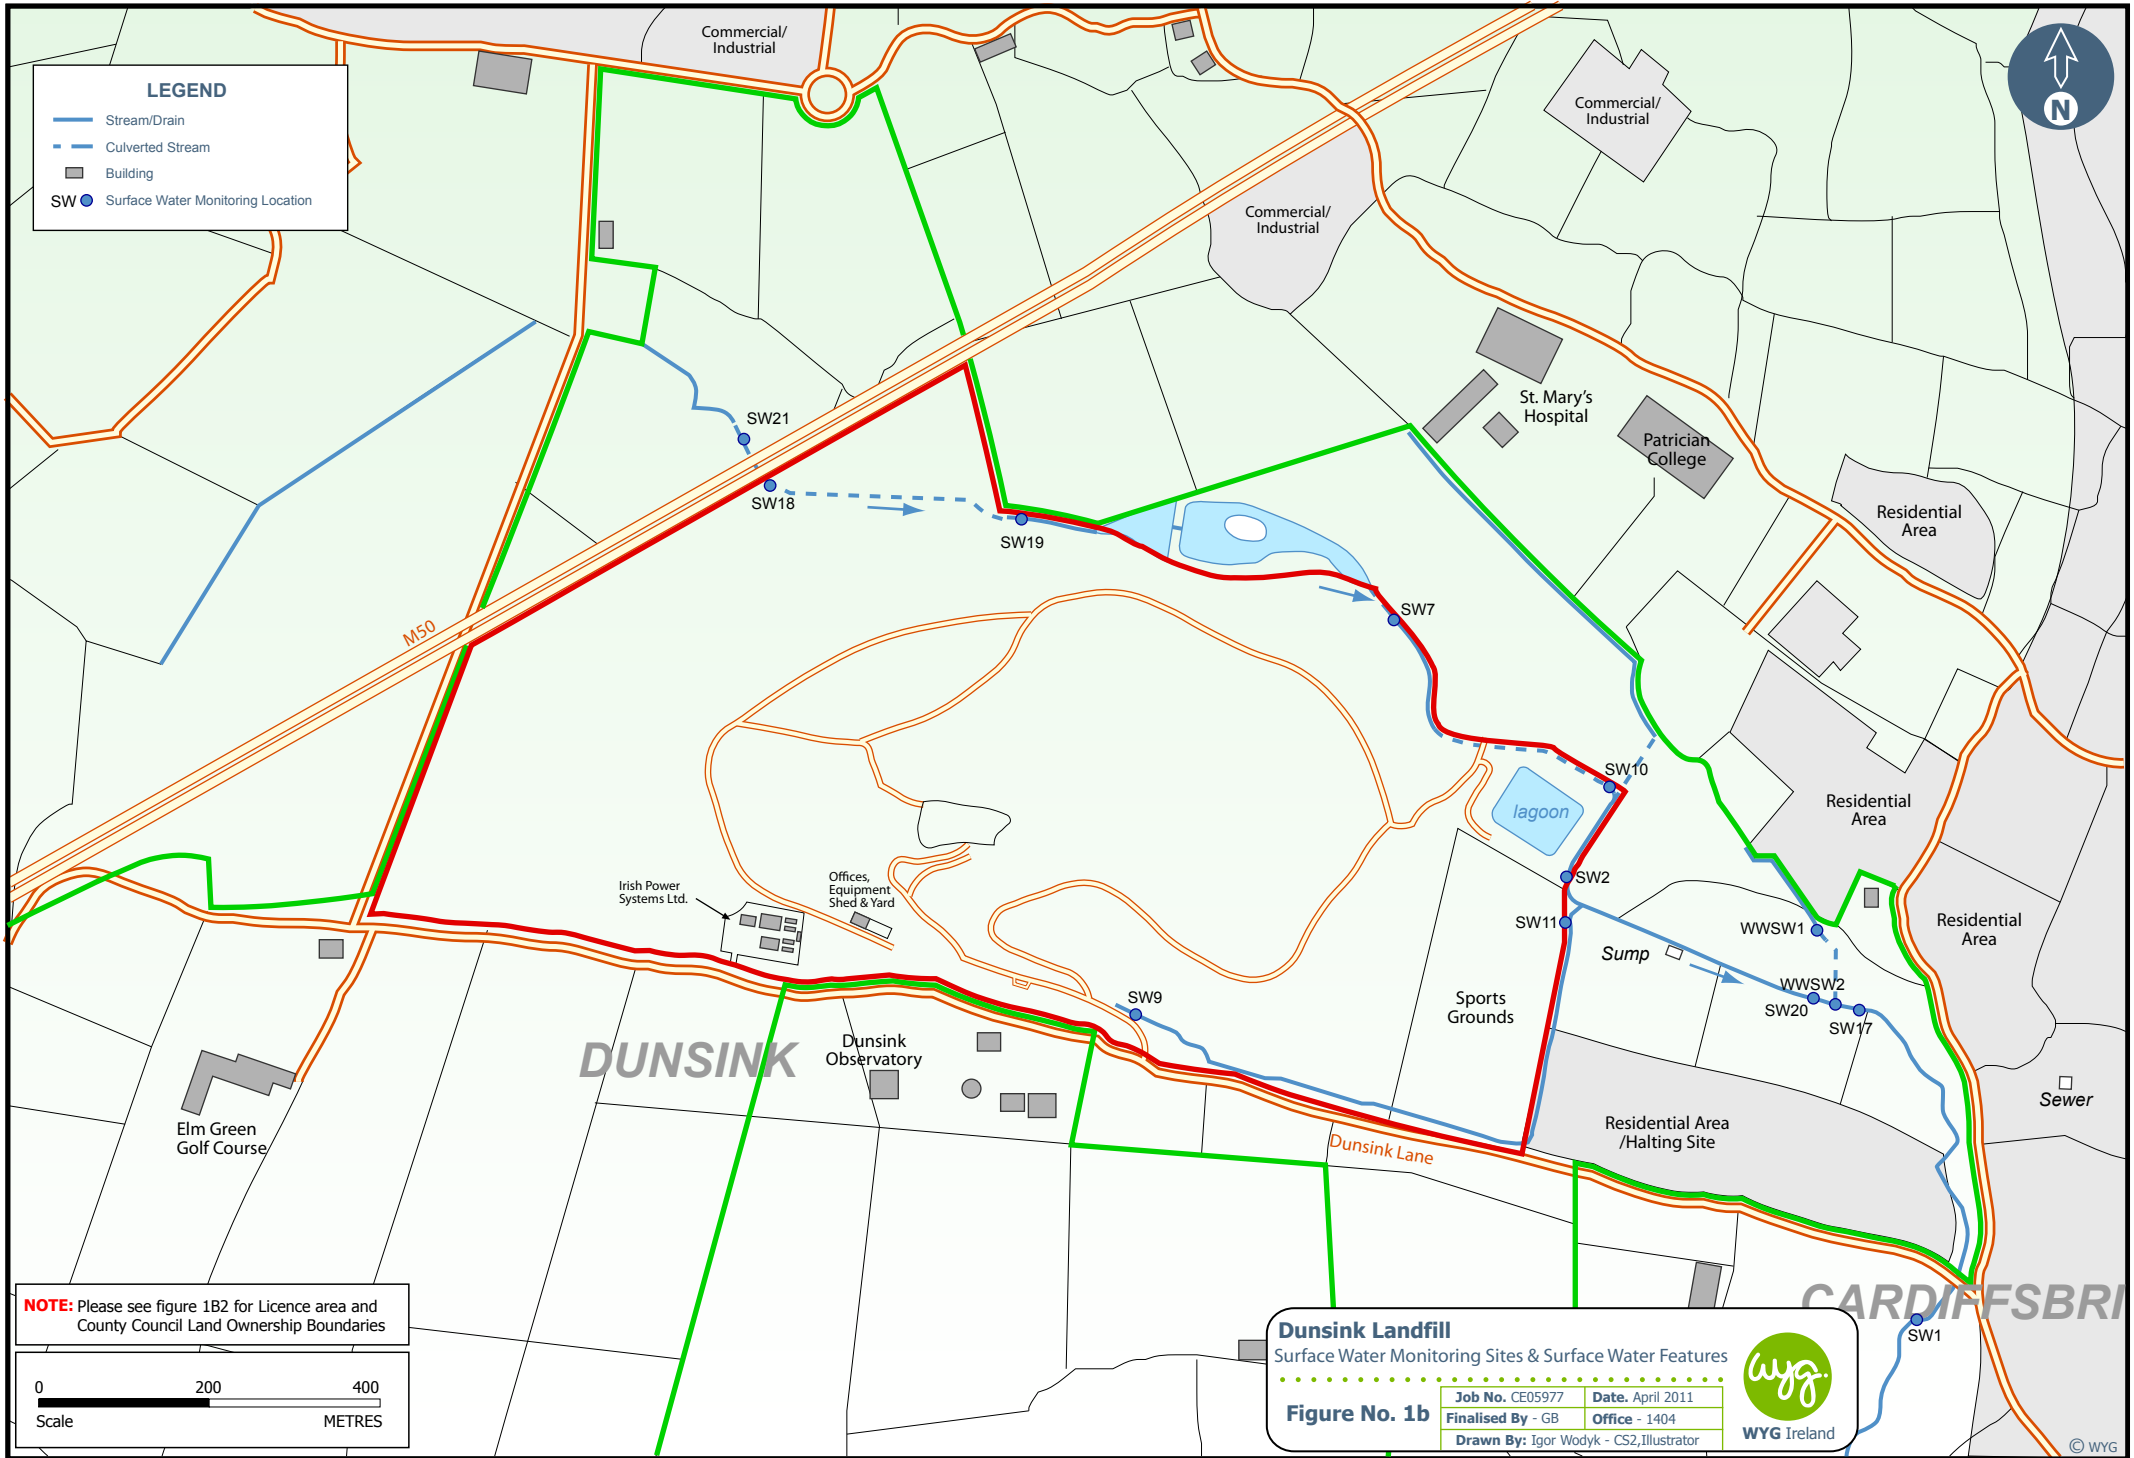 Commercial/
Industrial
LEGEND
Stream/Drain
Culverted Stream
Building
SW Surface Water Monitoring Location
Commercial/
Industrial
N
Commercial/
Industrial
St. Mary's
Hospital
Patrician
College
Residential
Area
SW21
SW18
SW19
SW7
M50
SW10
lagoon
Residential
Area
Irish Power
Systems Ltd.
Offices,
Equipment
Shed & Yard
SW2
SW11
WWSW1
Residential
Area
Sump
WWSW2
SW20
SW17
SW9
Sports
Grounds
DUNSINK
Dunsink
Observatory
Elm Green
Golf Course
Residential Area
/Halting Site
Sewer
Dunsink Lane
CARDIFFSBRI
SW1
NOTE: Please see figure 1B2 for Licence area and
County Council Land Ownership Boundaries
0 200 400
Scale METRES
Dunsink Landfill
Surface Water Monitoring Sites & Surface Water Features
Figure No. 1b
Job No. CE05977 Date. April 2011
Finalised By - GB Office - 1404
Drawn By: Igor Wodyk - CS2,Illustrator
wyg.
WYG Ireland
© WYG